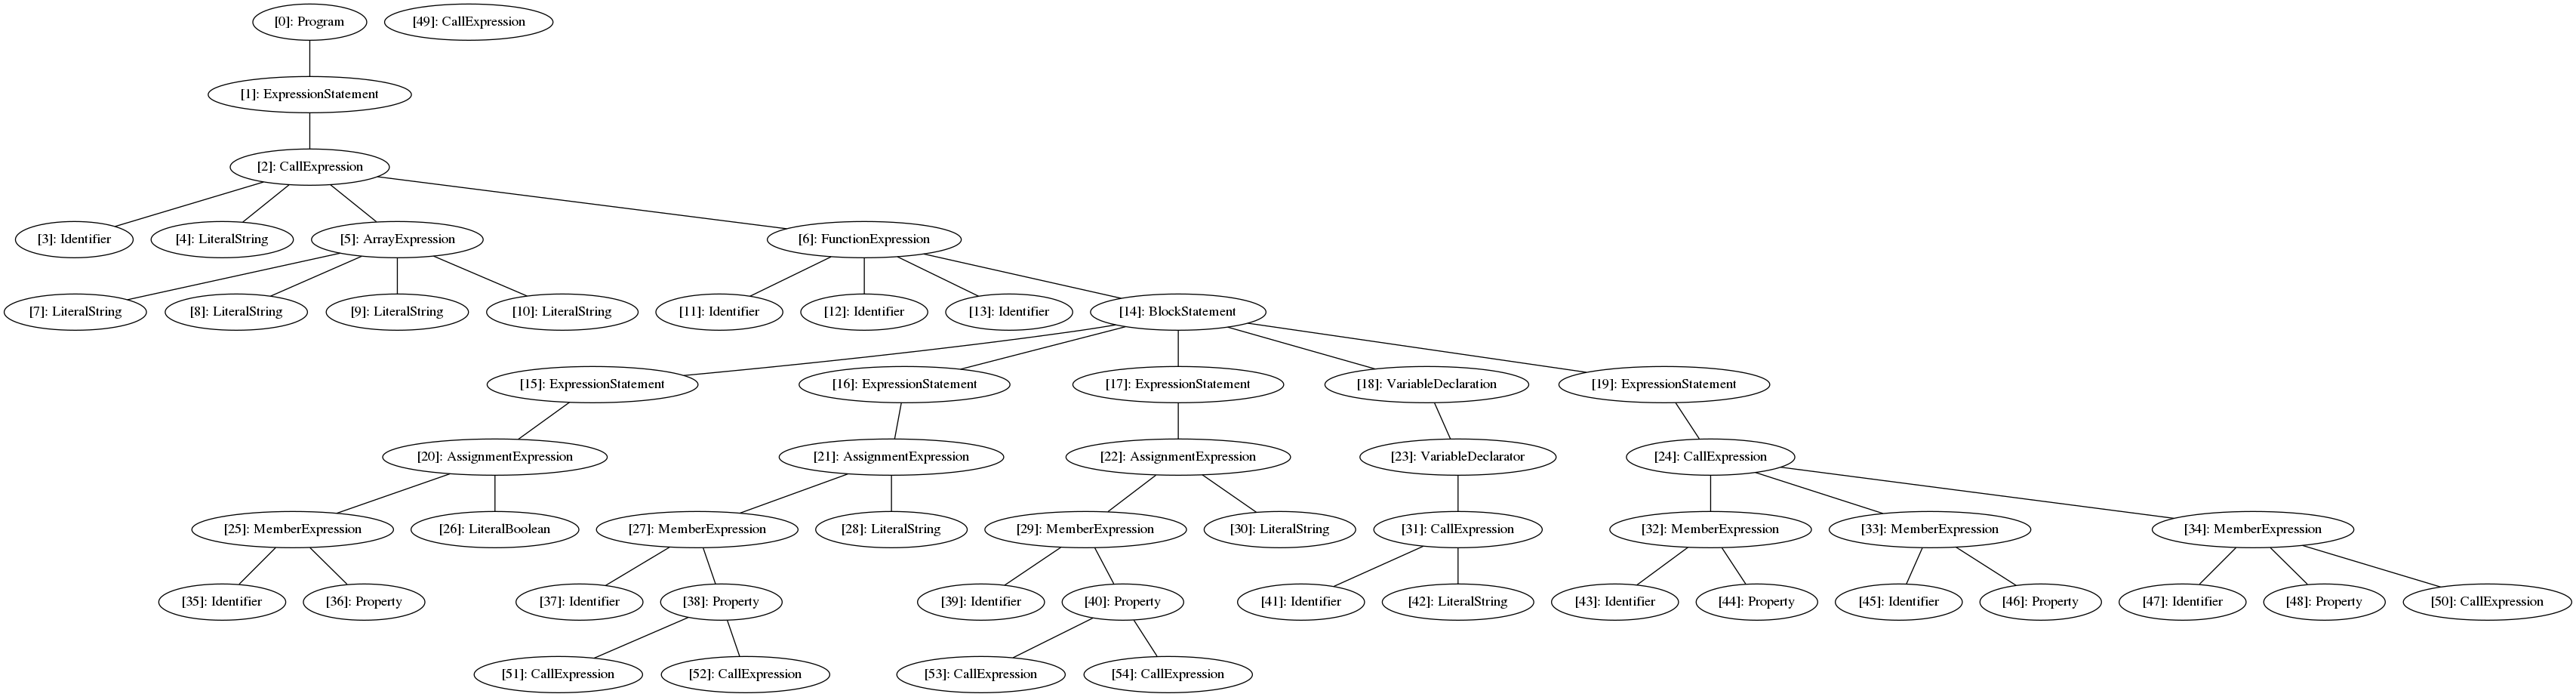 [0]: Program [49]: CallExpression
[1]: ExpressionStatement
[2]: CallExpression
[3]: Identifier [4]: LiteralString [5]: ArrayExpression [6]: FunctionExpression
[7]: LiteralString [8]: LiteralString [9]: LiteralString [10]: LiteralString [11]: Identifier [12]: Identifier [13]: Identifier [14]: BlockStatement
[15]: ExpressionStatement [16]: ExpressionStatement [17]: ExpressionStatement [18]: VariableDeclaration [19]: ExpressionStatement
[20]: AssignmentExpression [21]: AssignmentExpression [22]: AssignmentExpression [23]: VariableDeclarator [24]: CallExpression
[25]: MemberExpression [26]: LiteralBoolean [27]: MemberExpression [28]: LiteralString [29]: MemberExpression [30]: LiteralString [31]: CallExpression [32]: MemberExpression [33]: MemberExpression [34]: MemberExpression
[35]: Identifier [36]: Property [37]: Identifier [38]: Property [39]: Identifier [40]: Property [41]: Identifier [42]: LiteralString [43]: Identifier [44]: Property [45]: Identifier [46]: Property [47]: Identifier [48]: Property [50]: CallExpression
[51]: CallExpression [52]: CallExpression [53]: CallExpression [54]: CallExpression